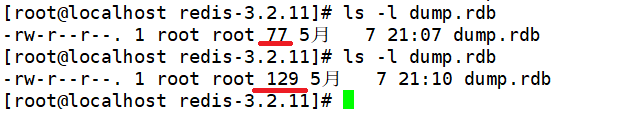 [root@localhost redis-3.2.11]# ls -l dump.rdb
-rw-r--r--. 1 root root 77 5月   7 21:07 dump.rdb
[root@localhost redis-3.2.11]# ls -l dump.rdb
-rw-r--r--. 1 root root 129 5月   7 21:10 dump.rdb
[root@localhost redis-3.2.11]#